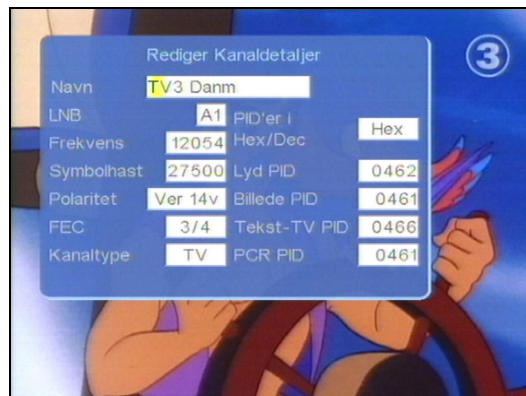 Rediger Kanaldetaljer
3
Navn TV3 Danm
LNB A1 PID'er i
Hex/Dec Hex
Frekvens 12054
Symbolhast 27500 Lyd PID 0462
Polaritet Ver 14v Billede PID 0461
FEC 3/4 Tekst-TV PID 0466
Kanaltype TV PCR PID 0461